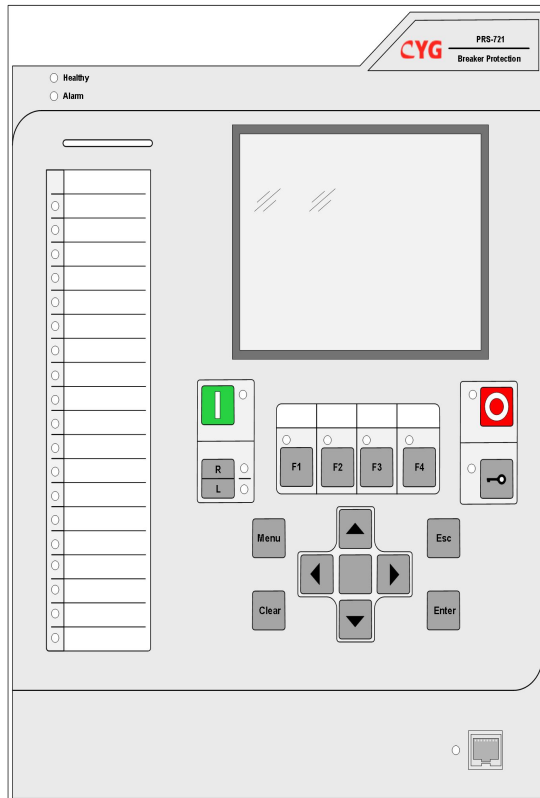 CYG
PRS-721
Breaker Protection
Healthy
Alarm
R
L
F1
F2
F3
F4
Menu
Esc
Clear
Enter